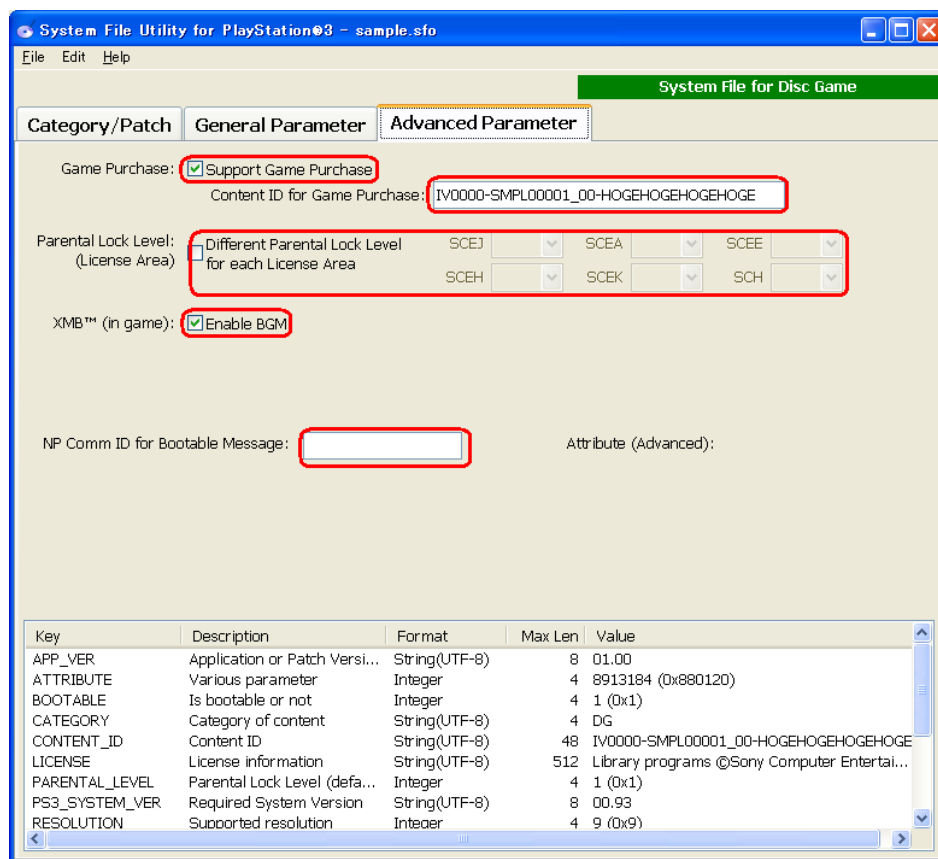 System File Utility for PlayStation®3 - sample.sfo
File Edit Help
System File for Disc Game
Category/Patch General Parameter Advanced Parameter
Game Purchase: Support Game Purchase
Content ID for Game Purchase: IV0000-SMPL00001_00-HOGEHOGEHOGEHOGE
Parental Lock Level: Different Parental Lock Level SCEJ SCEA SCEE
(License Area) for each License Area SCEH SCEK SCH
XMB™ (in game): Enable BGM
NP Comm ID for Bootable Message: Attribute (Advanced):
Key Description Format Max Len Value
APP_VER Application or Patch Versi... String(UTF-8) 8 01.00
ATTRIBUTE Various parameter Integer 4 8913184 (0x880120)
BOOTABLE Is bootable or not Integer 4 1 (0x1)
CATEGORY Category of content String(UTF-8) 4 DG
CONTENT_ID Content ID String(UTF-8) 48 IV0000-SMPL00001_00-HOGEHOGEHOGEHOGE
LICENSE License information String(UTF-8) 512 Library programs ©Sony Computer Entertai...
PARENTAL_LEVEL Parental Lock Level (defa... Integer 4 1 (0x1)
PS3_SYSTEM_VER Required System Version String(UTF-8) 8 00.93
RESOLUTION Supported resolution Integer 4 9 (0x9)